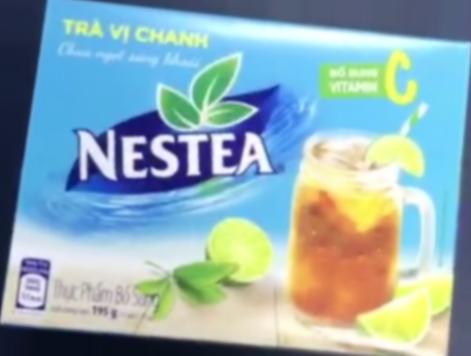 TRÀ VỊ CHANH
Chua ngọt sảng khoái
BỔ SUNG
VITAMIN C
NESTEA
Thực Phẩm Bổ Sung
195 g